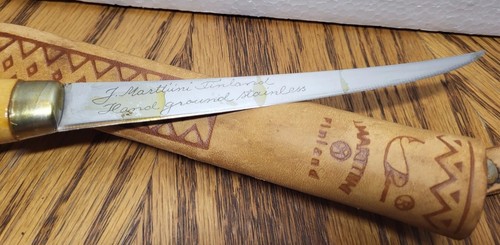 J. Marttiini Finland
Hand ground stainless
MARTTIINI
Finland